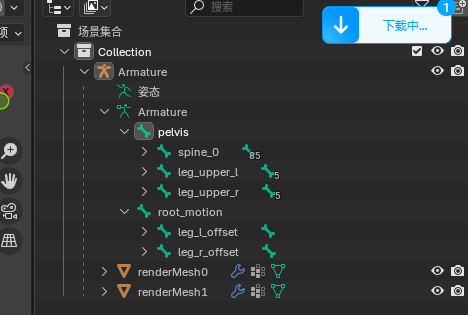 搜索
项
1
下载中...
场景集合
Collection
Armature
姿态
Armature
pelvis
spine_0 85
leg_upper_l 5
leg_upper_r 5
root_motion
leg_l_offset
leg_r_offset
renderMesh0
renderMesh1